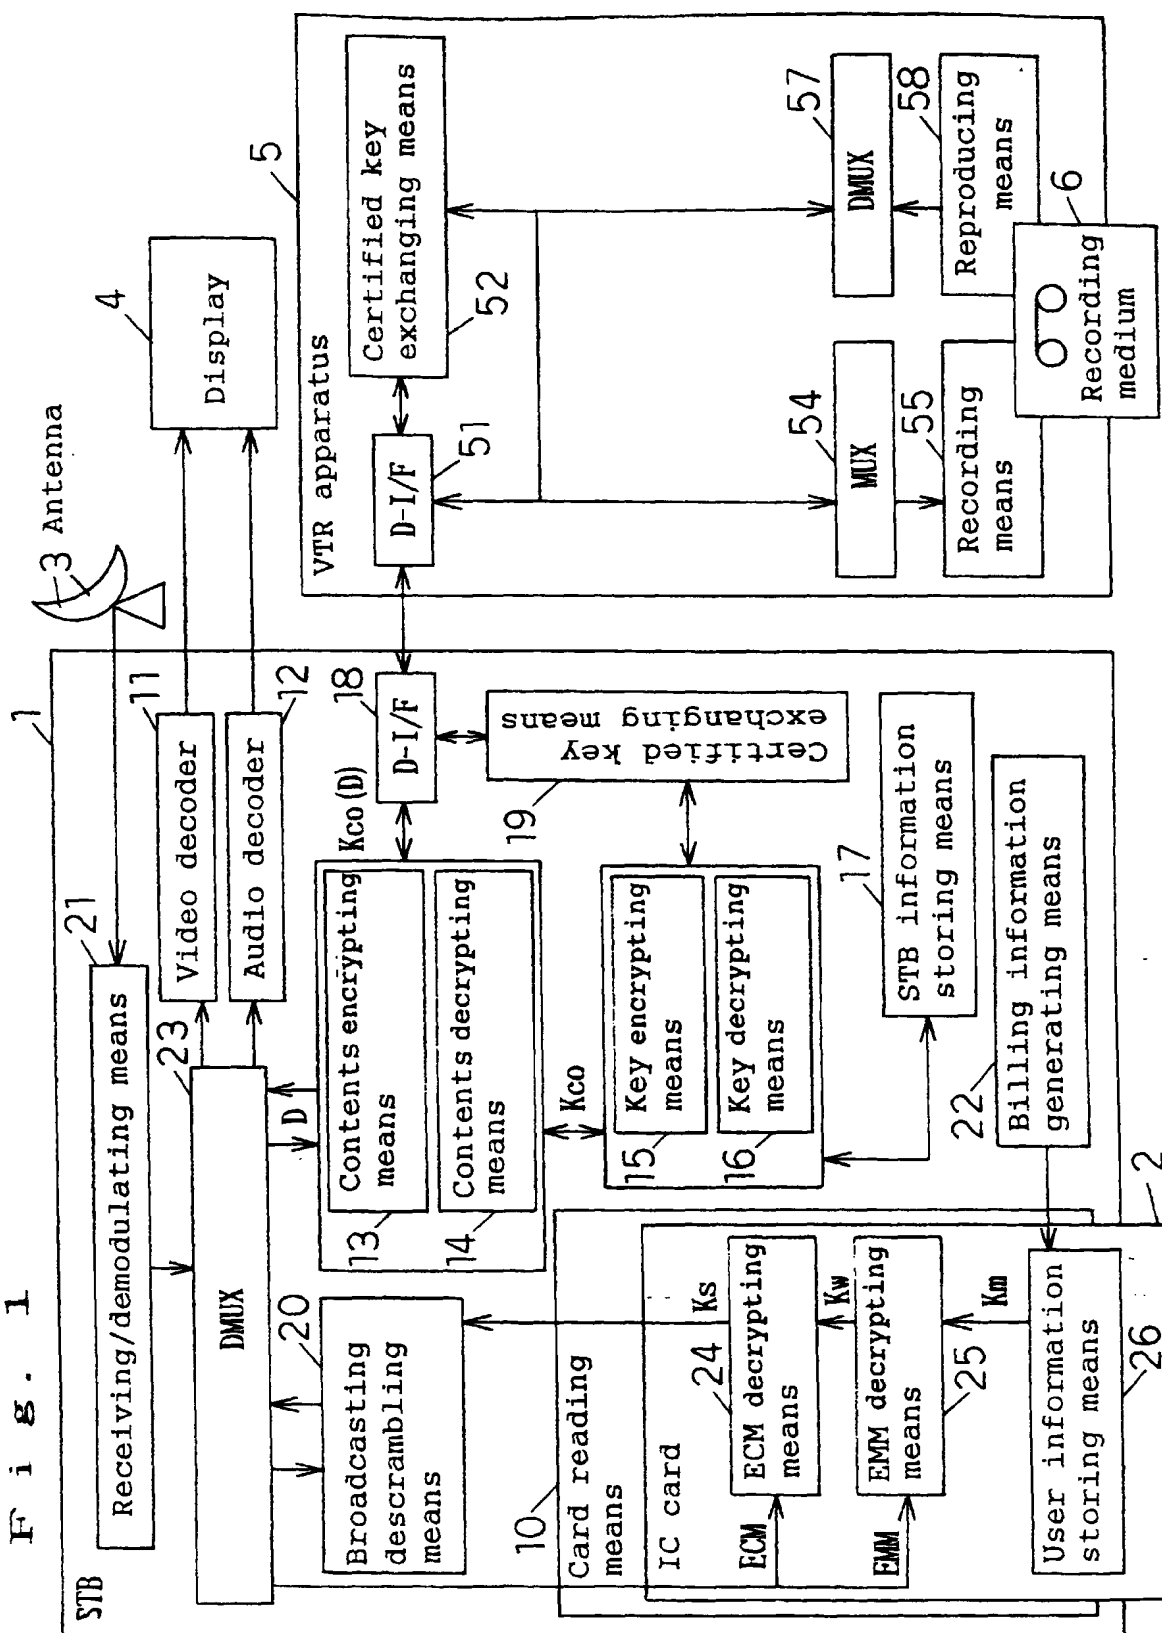 Fig. 1
STB
1
Receiving/demodulating means
21
3
Antenna
DMUX
23
Video decoder
11
Audio decoder
12
4
Display
Broadcasting
descrambling
means
20
D
Contents encrypting
means
13
Contents decrypting
means
14
Kco(D)
D-I/F
18
Certified key
exchanging means
19
Kco
Key encrypting
means
15
Key decrypting
means
16
STB information
storing means
17
Billing information
generating means
22
10
Card reading
means
IC card
2
ECM
ECM decrypting
means
24
Ks
EMM
EMM decrypting
means
25
Kw
Km
User information
storing means
26
5
VTR apparatus
D-I/F
51
Certified key
exchanging means
52
MUX
54
Recording
means
55
DMUX
57
Reproducing
means
58
6
Recording
medium